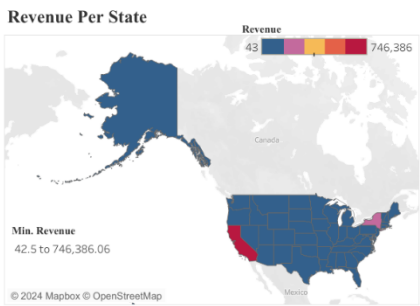 Revenue Per State
Revenue
43 746,386
Canada
Min. Revenue
42.5 to 746,386.06
Mexico
© 2024 Mapbox © OpenStreetMap